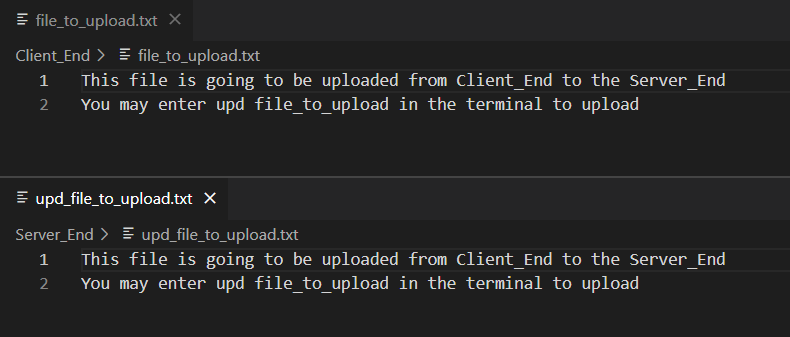 file_to_upload.txt
Client_End > file_to_upload.txt
1 This file is going to be uploaded from Client_End to the Server_End
2 You may enter upd file_to_upload in the terminal to upload
upd_file_to_upload.txt
Server_End > upd_file_to_upload.txt
1 This file is going to be uploaded from Client_End to the Server_End
2 You may enter upd file_to_upload in the terminal to upload